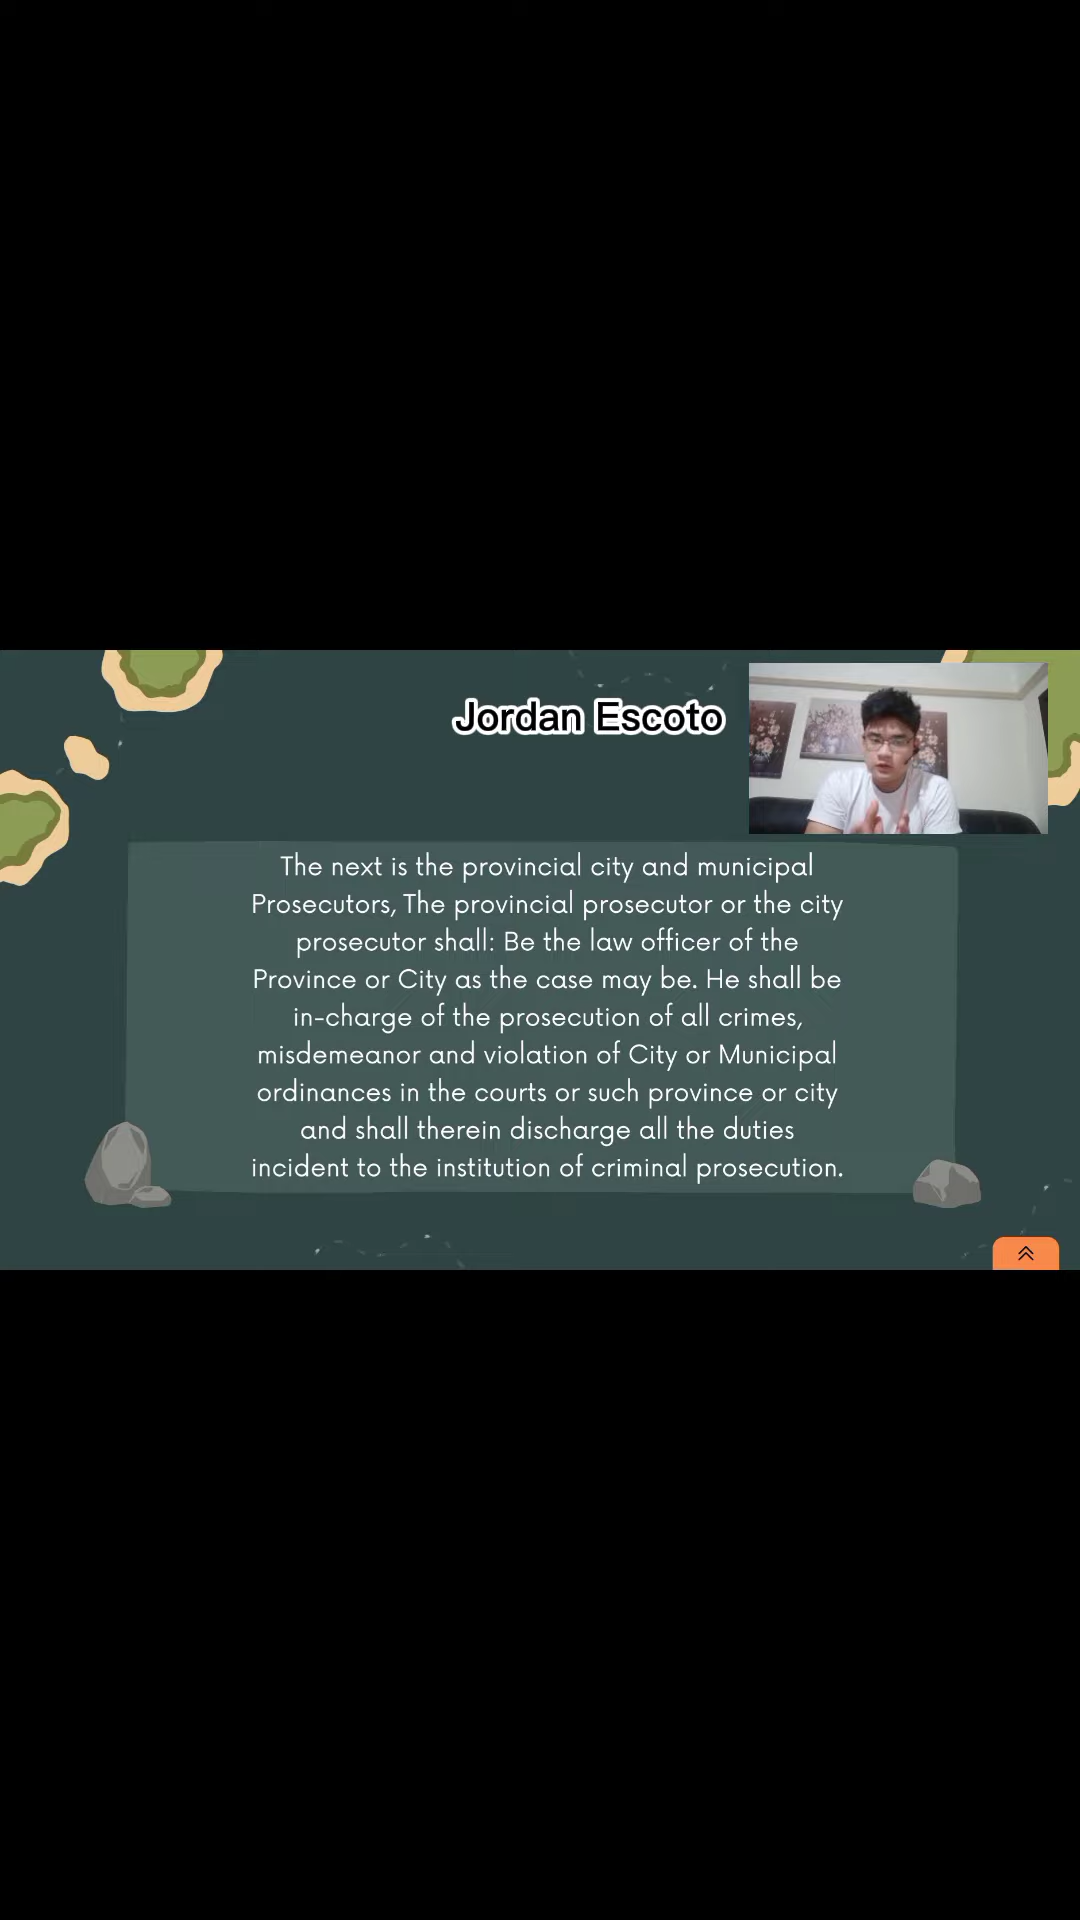 Jordan Escoto
The next is the provincial city and municipal
Prosecutors, The provincial prosecutor or the city
prosecutor shall: Be the law officer of the
Province or City as the case may be. He shall be
in-charge of the prosecution of all crimes,
misdemeanor and violation of City or Municipal
ordinances in the courts or such province or city
and shall therein discharge all the duties
incident to the institution of criminal prosecution.